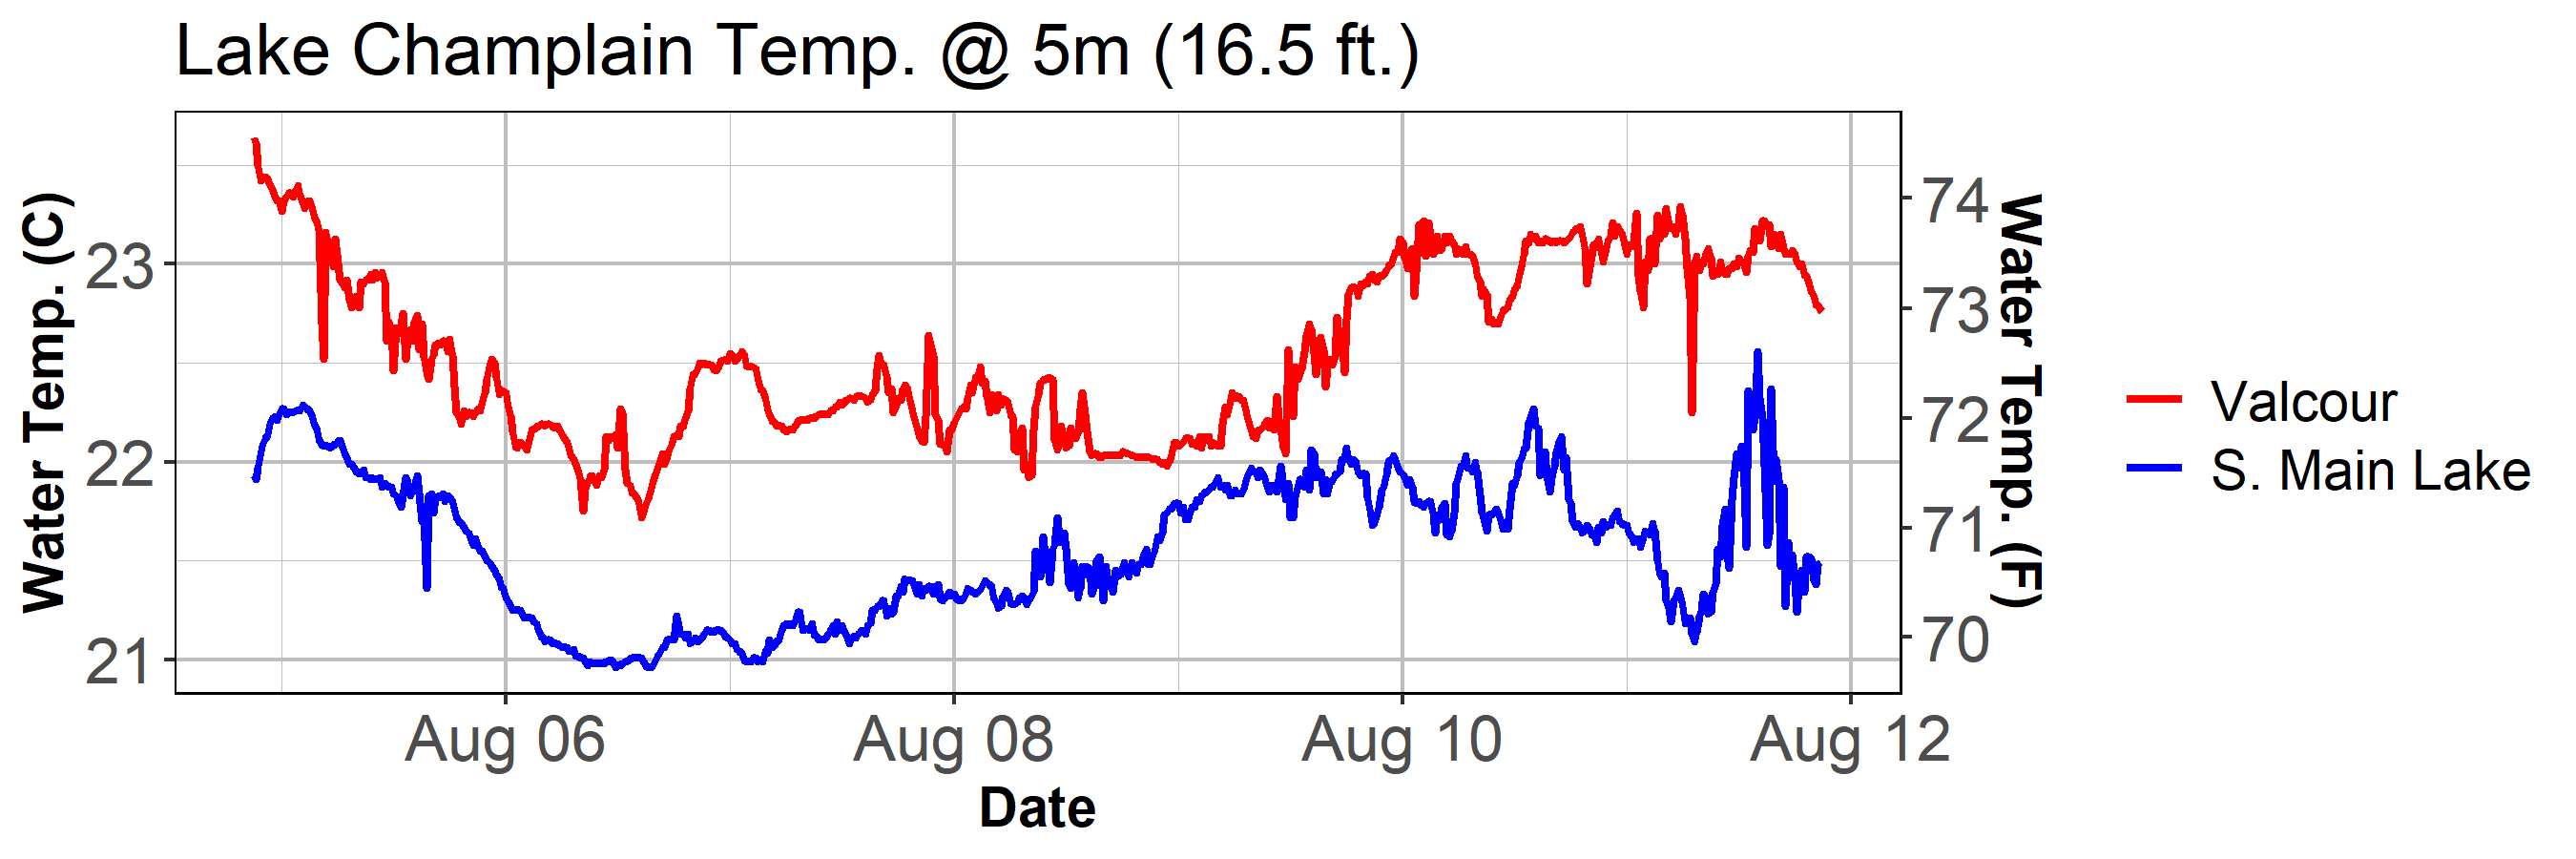 Lake Champlain Temp. @ 5m (16.5 ft.)
Water Temp. (C)
23
22
21
74
73
72
71
70
Water Temp. (F)
Aug 06 Aug 08 Aug 10 Aug 12
Date
Valcour
S. Main Lake